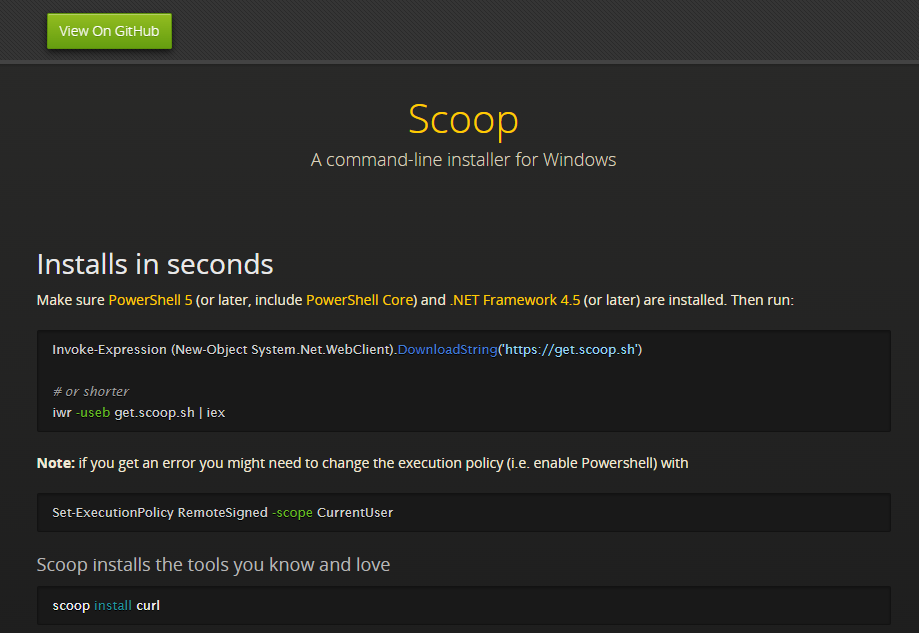 View On GitHub
Scoop
A command-line installer for Windows
Installs in seconds
Make sure PowerShell 5 (or later, include PowerShell Core) and .NET Framework 4.5 (or later) are installed. Then run:
Invoke-Expression (New-Object System.Net.WebClient).DownloadString('https://get.scoop.sh')
# or shorter
iwr -useb get.scoop.sh | iex
Note: if you get an error you might need to change the execution policy (i.e. enable Powershell) with
Set-ExecutionPolicy RemoteSigned -scope CurrentUser
Scoop installs the tools you know and love
scoop install curl